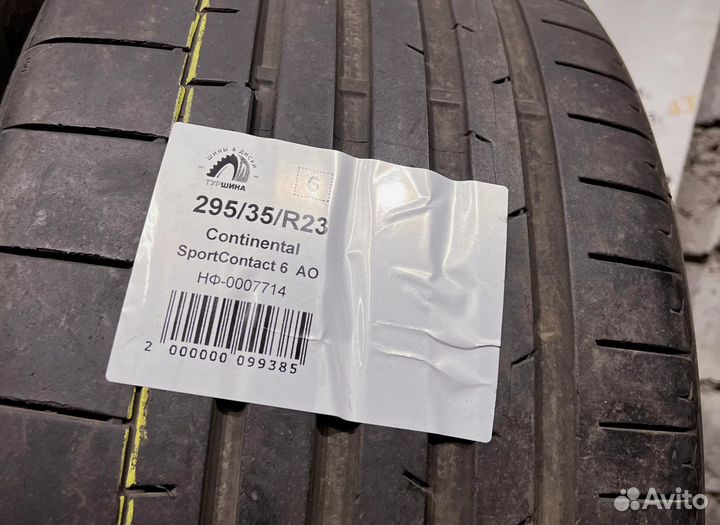 ШИНЫ & ДИСКИ
ТУРШИНА
6
295/35/R23
Continental
SportContact 6 AO
НФ-0007714
2 000000 099385
Avito